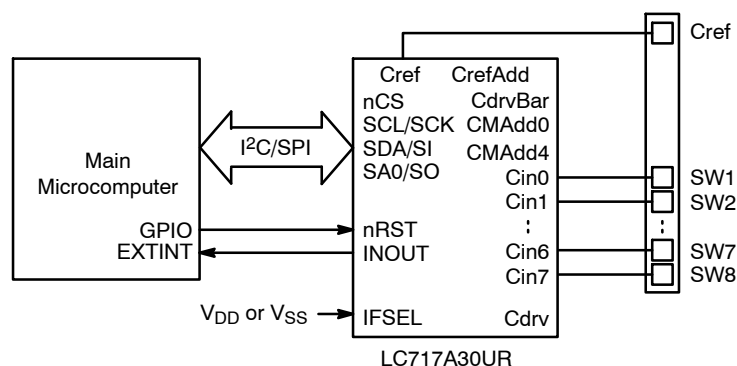 Cref
Cref CrefAdd
nCS CdrvBar
SCL/SCK CMAdd0
I²C/SPI
SDA/SI CMAdd4
SA0/SO
Main
Microcomputer
Cin0 SW1
Cin1 SW2
GPIO nRST
EXTINT INOUT Cin6 SW7
Cin7 SW8
VDD or VSS IFSEL Cdrv
LC717A30UR